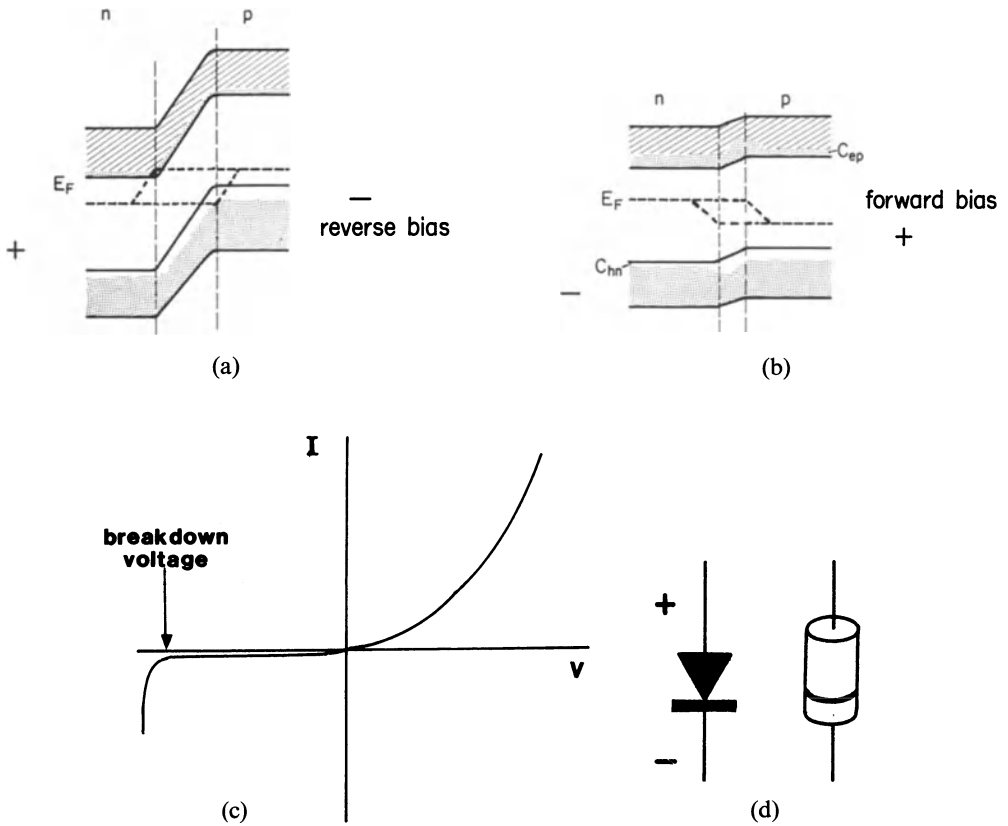 n p
E_F
+
−
reverse bias
(a)
n p
C_ep
E_F
C_hn
forward bias
+
−
(b)
I
breakdown
voltage
V
(c)
+
−
(d)